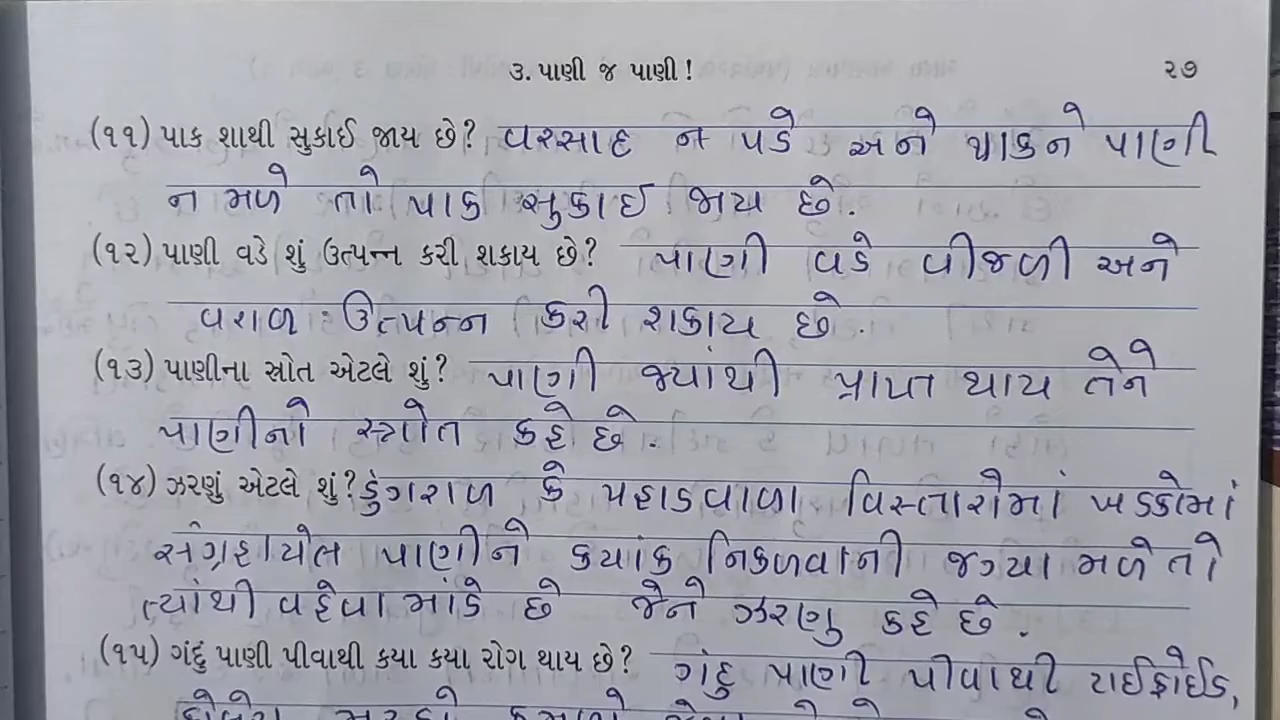 ૩. પાણી જ પાણી! ૨૭
(૧૧) પાક શાથી સુકાઈ જાય છે? વરસાદ ન પડે અને પાકને પાણી
ન મળે તો પાક સુકાઇ જાય છે.
(૧૨) પાણી વડે શું ઉત્પન્ન કરી શકાય છે? પાણી વડે વીજળી અને
વરાળ ઉત્પન્ન કરી શકાય છે.
(૧૩) પાણીના સ્રોત એટલે શું? પાણી જ્યાંથી પ્રાપ્ત થાય તેને
પાણીનો સ્ત્રોત કહે છે.
(૧૪) ઝરણું એટલે શું? ડુંગરાળ કે પહાડવાળા વિસ્તારોમાં ખડકોમાં
સંગ્રહાયેલ પાણીને કયાંક નિકળવાની જગ્યા મળે તો
ત્યાંથી વહેવા માંડે છે જેને ઝરણુ કહે છે.
(૧૫) ગંદું પાણી પીવાથી કયા કયા રોગ થાય છે? ગંદુ પાણી પીવાથી ટાઈફોઈડ,